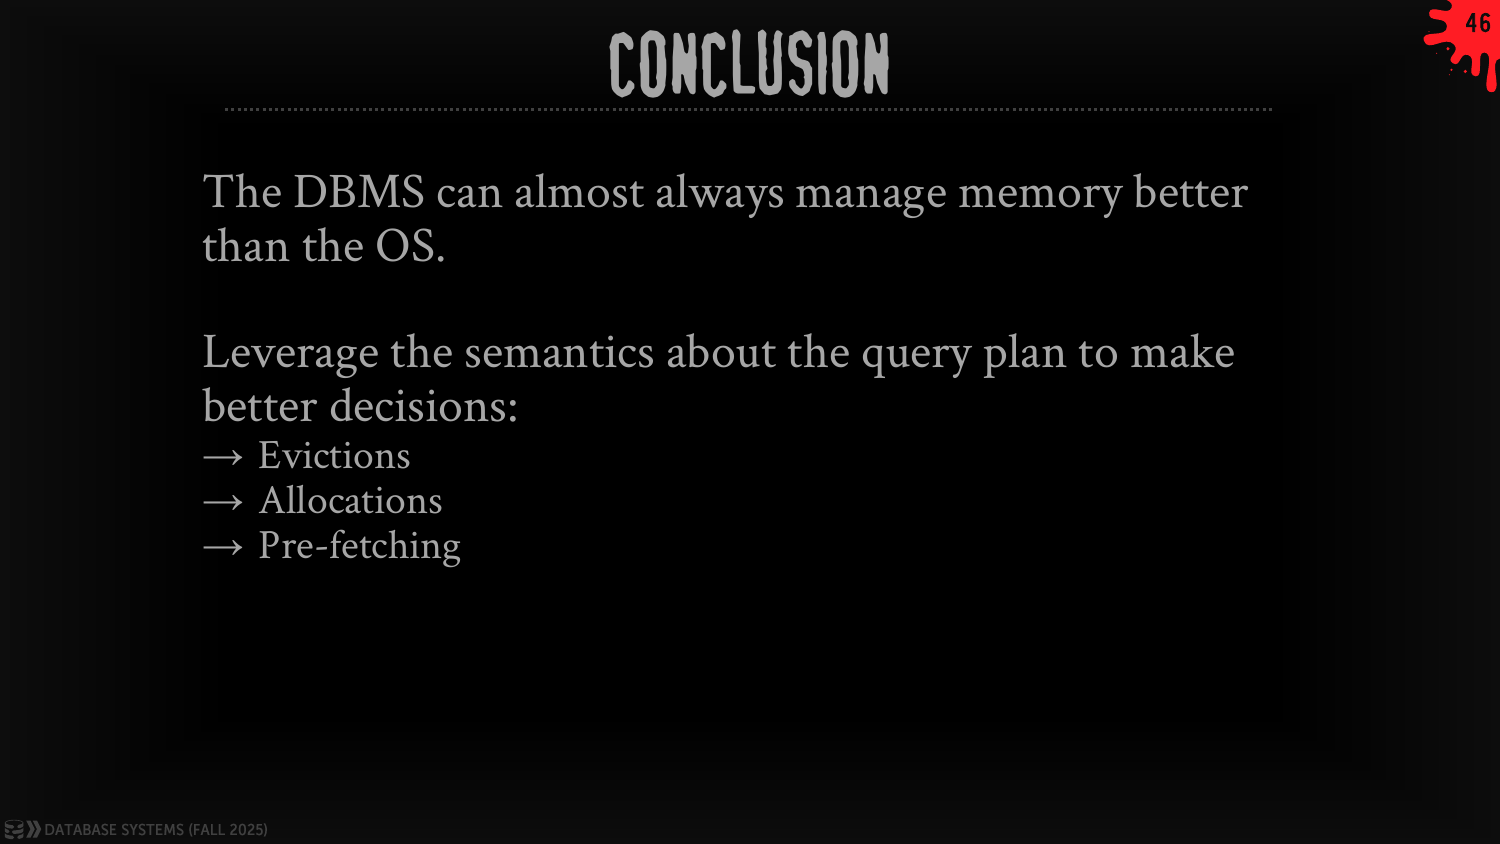 CONCLUSION
46
The DBMS can almost always manage memory better
than the OS.
Leverage the semantics about the query plan to make
better decisions:
→ Evictions
→ Allocations
→ Pre-fetching
DATABASE SYSTEMS (FALL 2025)